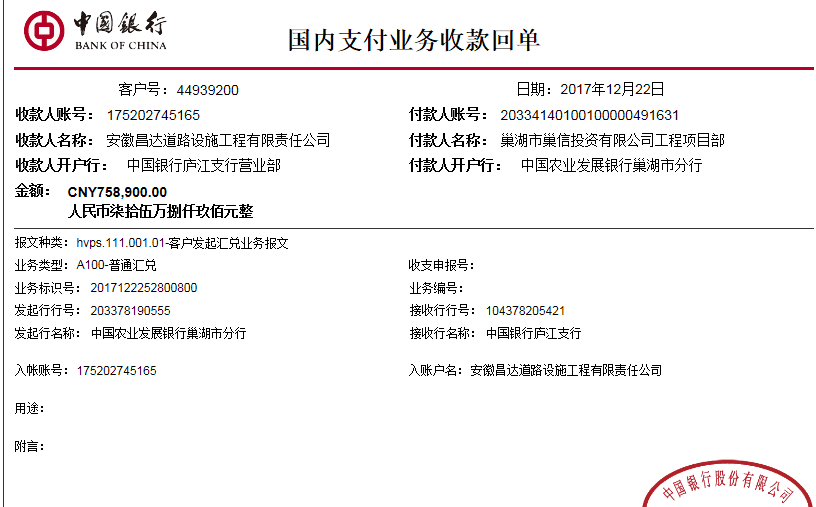 中国银行
BANK OF CHINA
国内支付业务收款回单
客户号：44939200 日期：2017年12月22日
收款人账号：175202745165 付款人账号：20334140100100000491631
收款人名称：安徽昌达道路设施工程有限责任公司 付款人名称：巢湖市巢信投资有限公司工程项目部
收款人开户行：中国银行庐江支行营业部 付款人开户行：中国农业发展银行巢湖市分行
金额：CNY758,900.00
人民币柒拾伍万捌仟玖佰元整
报文种类：hvps.111.001.01-客户发起汇兑业务报文
业务类型：A100-普通汇兑 收支申报号：
业务标识号：2017122252800800 业务编号：
发起行行号：203378190555 接收行行号：104378205421
发起行名称：中国农业发展银行巢湖市分行 接收行名称：中国银行庐江支行
入帐账号：175202745165 入账户名：安徽昌达道路设施工程有限责任公司
用途：
附言：
中国银行股份有限公司